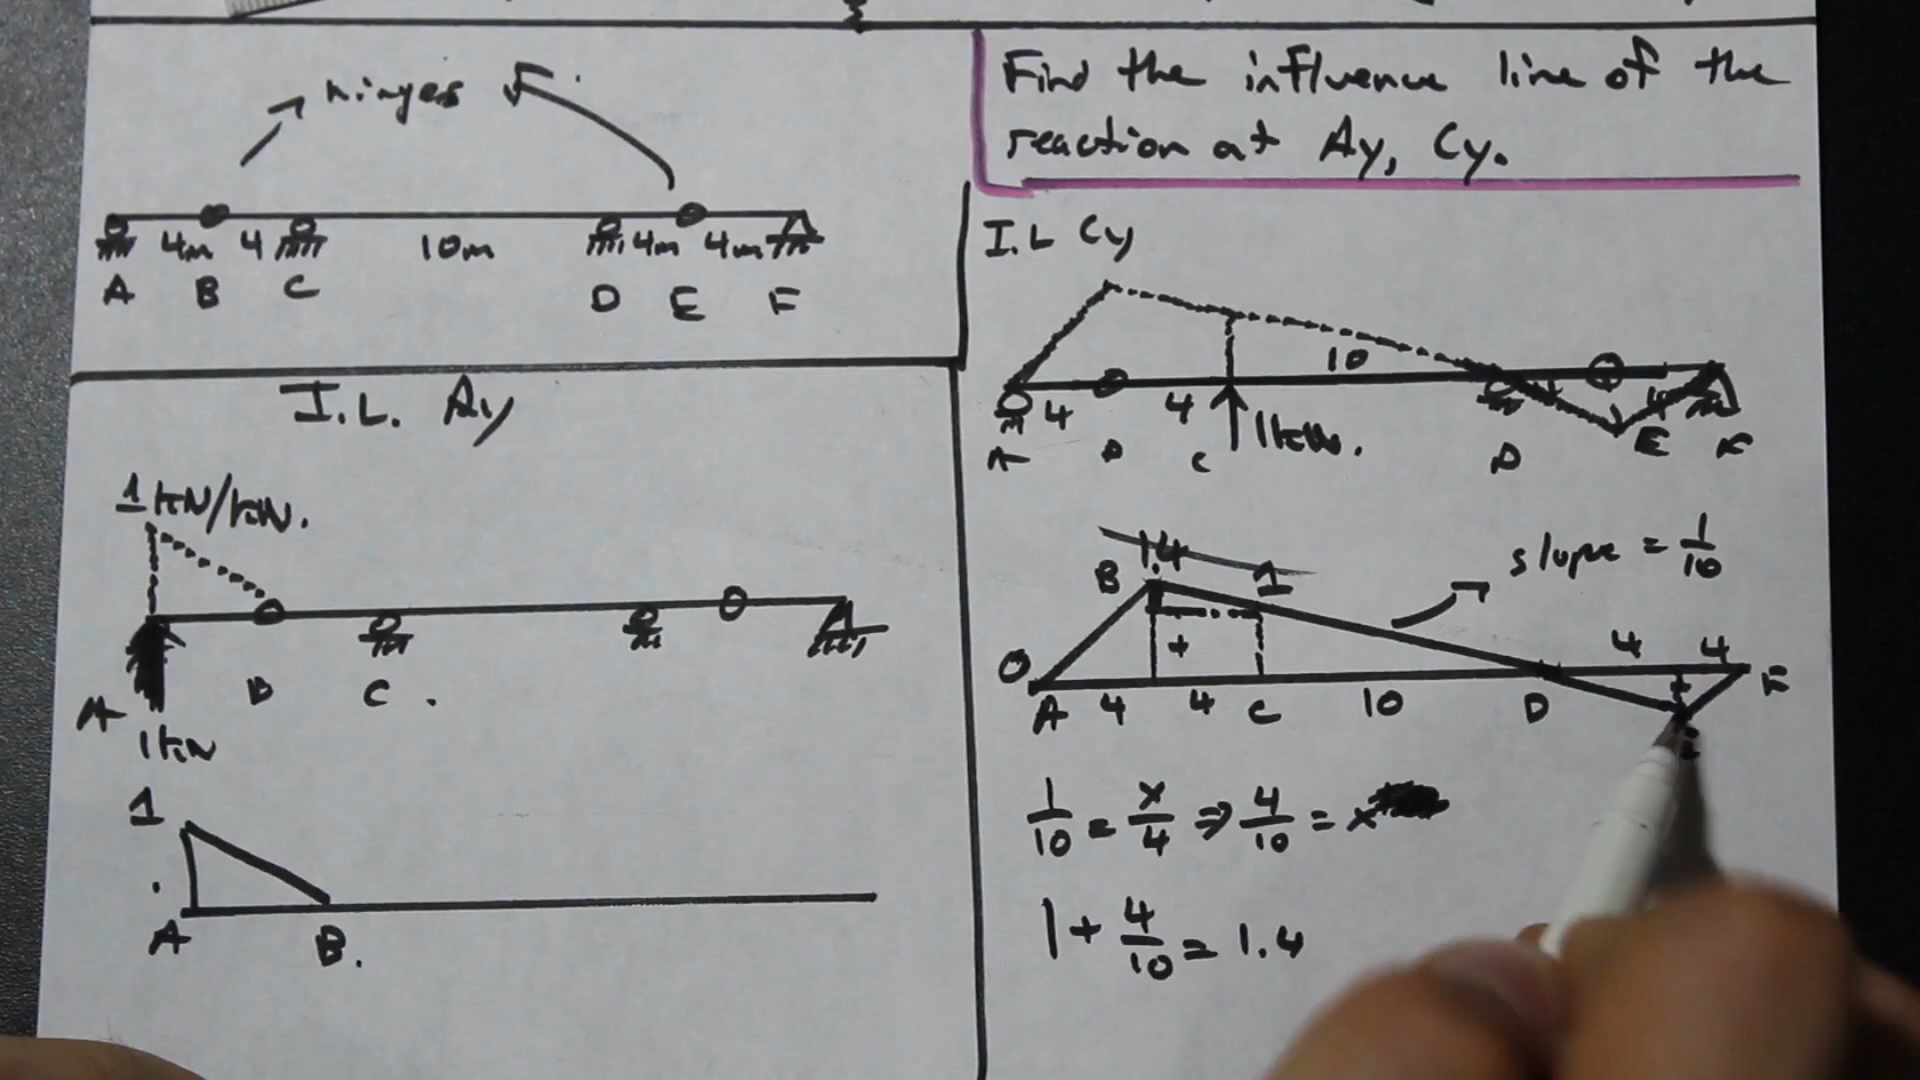 hinges
4m 4 10m 4m 4m
A B C D E F
Find the influence line of the
reaction at Ay, Cy.
I.L. Ay
1kN/kN.
A B C.
1kN
1
A B.
I.L Cy
10
4 4 4
1kN.
A B C D E F
slope = 1/10
B 1.4 1
0 + 4 4 F
A 4 4 C 10 D
1/10 = x/4 ⇒ 4/10 = x
1 + 4/10 = 1.4